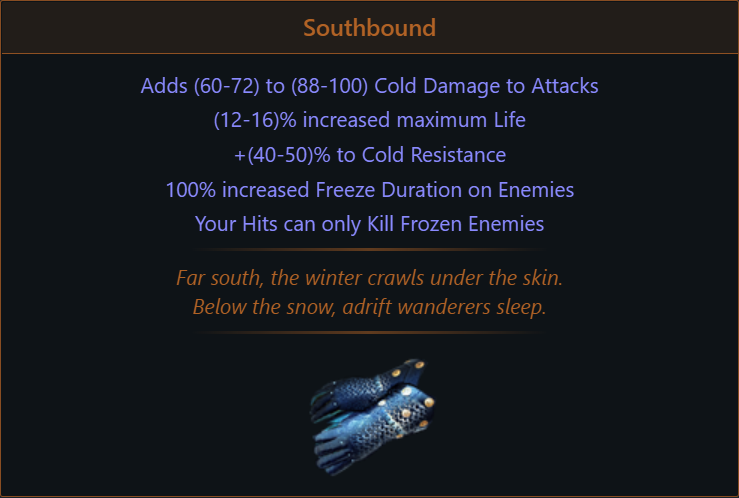 Southbound
Adds (60-72) to (88-100) Cold Damage to Attacks
(12-16)% increased maximum Life
+(40-50)% to Cold Resistance
100% increased Freeze Duration on Enemies
Your Hits can only Kill Frozen Enemies
Far south, the winter crawls under the skin.
Below the snow, adrift wanderers sleep.